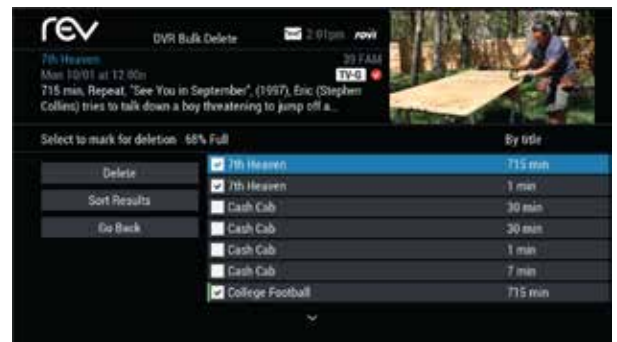 rev
DVR Bulk Delete
2:01pm rovi
7th Heaven 39 FAM
Mon 10/01 at 12:00n TV-G
715 min, Repeat, "See You in September", (1997), Eric (Stephen
Collins) tries to talk down a boy threatening to jump off a...
Select to mark for deletion 68% Full By title
Delete
Sort Results
Go Back
7th Heaven 715 min
7th Heaven 1 min
Cash Cab 30 min
Cash Cab 30 min
Cash Cab 1 min
Cash Cab 7 min
College Football 715 min